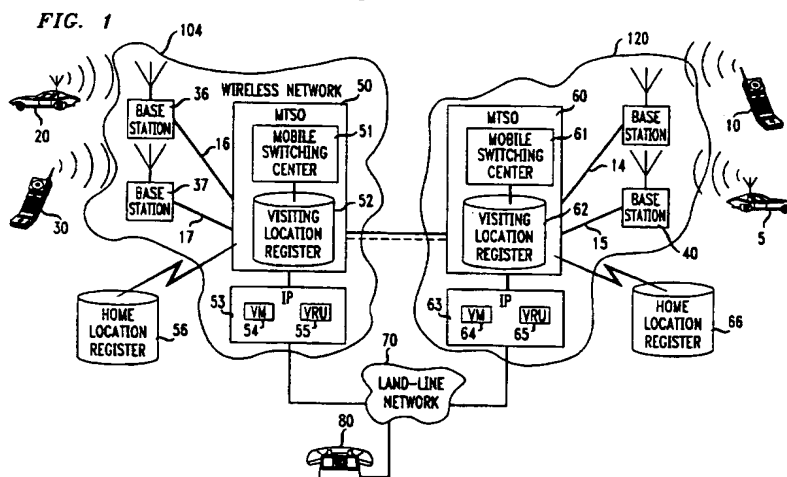 FIG. 1
104
120
WIRELESS NETWORK
50
60
MTSO
MTSO
36
51
61
20
BASE
STATION
MOBILE
SWITCHING
CENTER
MOBILE
SWITCHING
CENTER
BASE
STATION
10
16
14
37
52
62
30
BASE
STATION
VISITING
LOCATION
REGISTER
VISITING
LOCATION
REGISTER
BASE
STATION
5
17
15
40
IP
IP
53
VM
VRU
63
VM
VRU
54
55
64
65
HOME
LOCATION
REGISTER
56
HOME
LOCATION
REGISTER
66
70
LAND-LINE
NETWORK
80